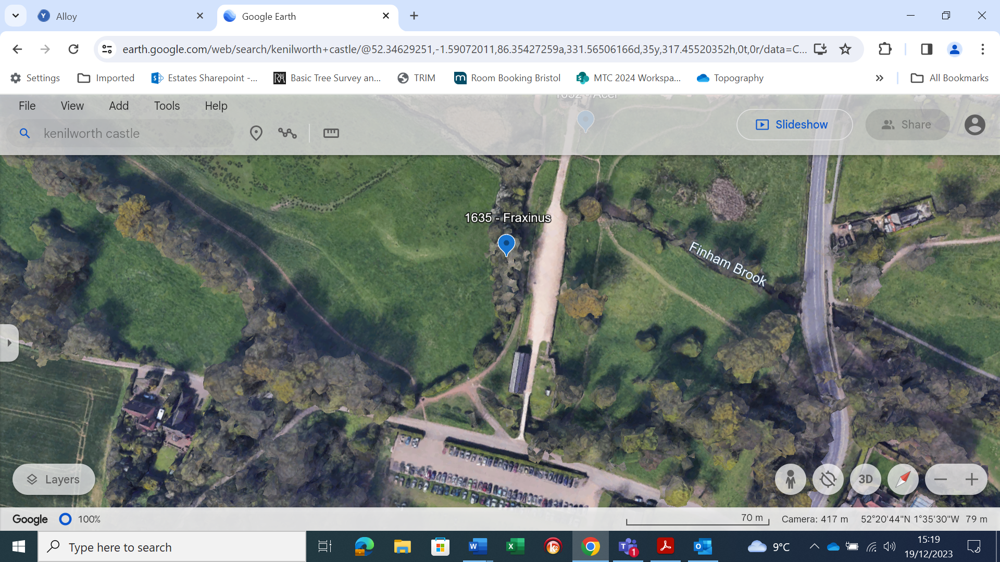 Alloy
Google Earth
earth.google.com/web/search/kenilworth+castle/@52.34629251,-1.59072011,86.35427259a,331.56506166d,35y,317.45520352h,0t,0r/data=C...
Settings
Imported
Estates Sharepoint -...
Basic Tree Survey an...
TRIM
Room Booking Bristol
MTC 2024 Workspa...
Topography
All Bookmarks
File
View
Add
Tools
Help
1652 - Acer
kenilworth castle
Slideshow
Share
1635 - Fraxinus
Finham Brook
Layers
3D
Google
100%
70 m
Camera: 417 m
52°20'44"N 1°35'30"W
79 m
Type here to search
1
9°C
15:19
19/12/2023